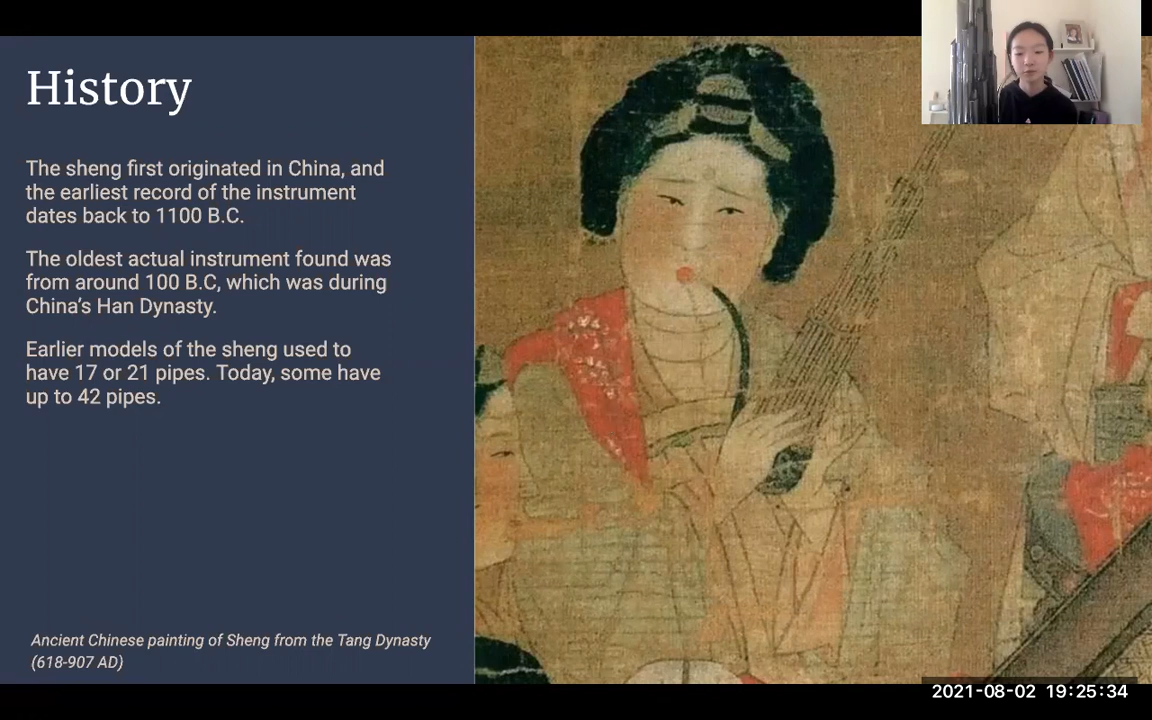 History
The sheng first originated in China, and
the earliest record of the instrument
dates back to 1100 B.C.
The oldest actual instrument found was
from around 100 B.C, which was during
China’s Han Dynasty.
Earlier models of the sheng used to
have 17 or 21 pipes. Today, some have
up to 42 pipes.
Ancient Chinese painting of Sheng from the Tang Dynasty
(618-907 AD)
2021-08-02 19:25:34